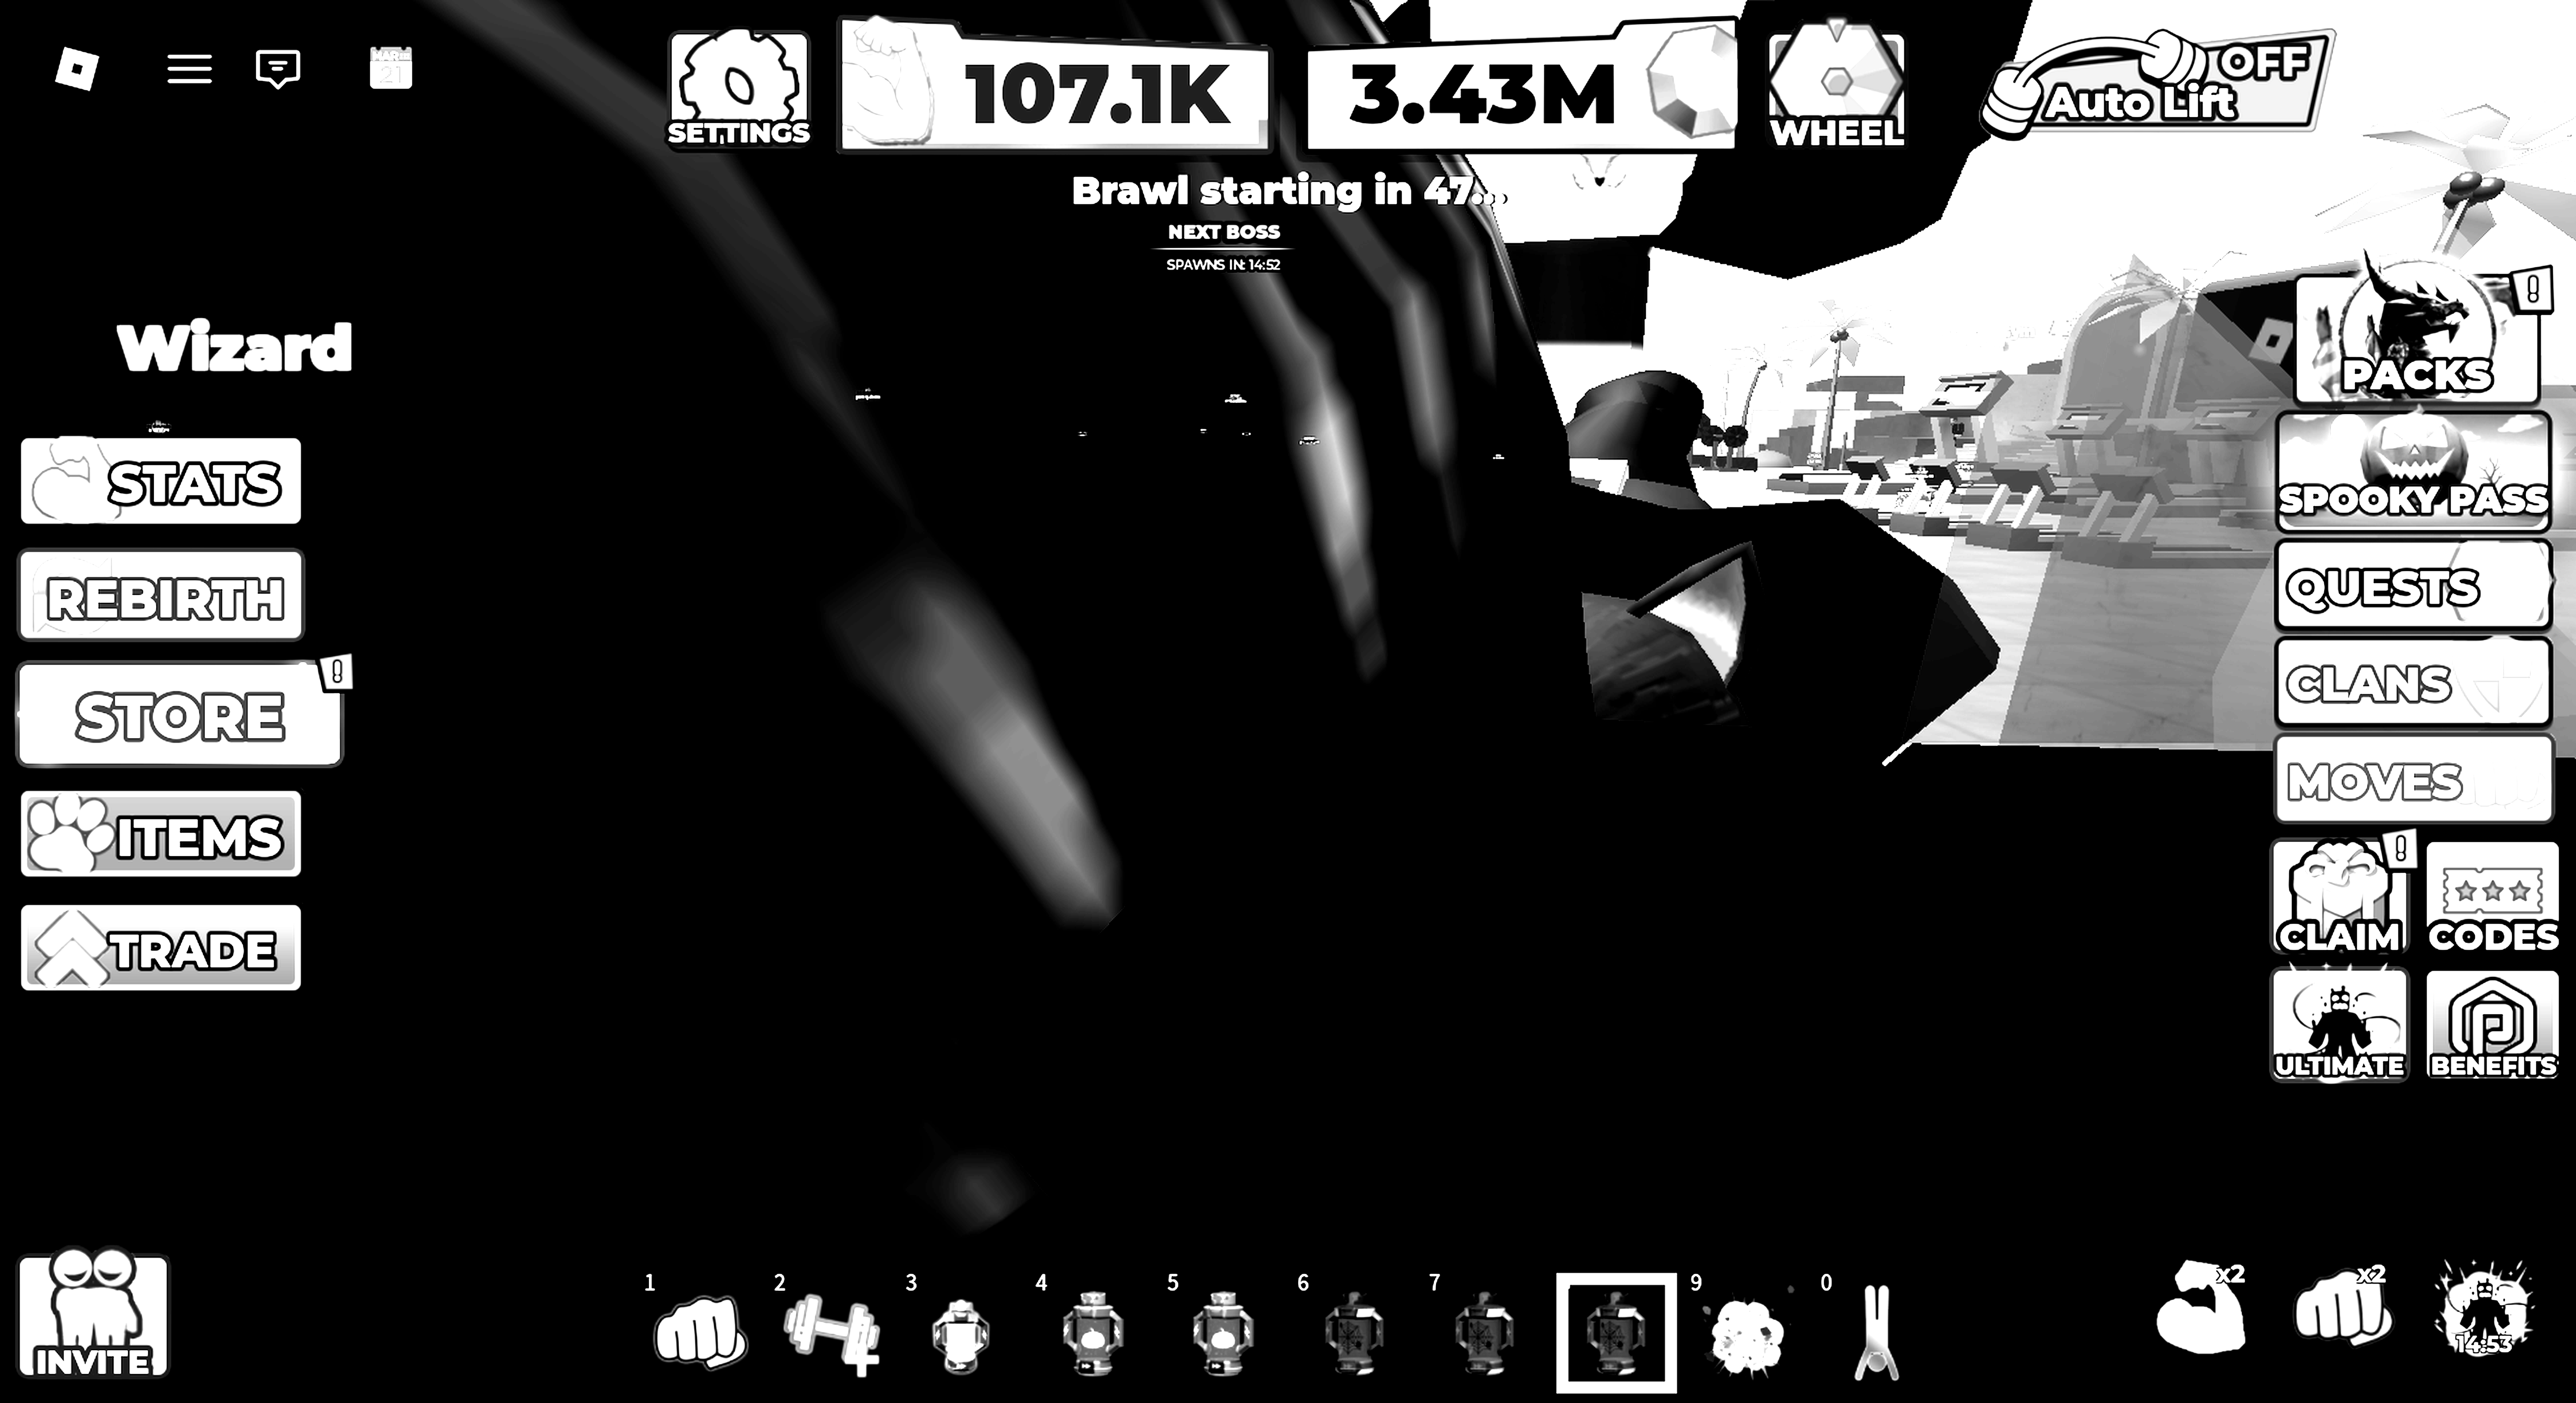 MAR
21
SETTINGS
107.1K
3.43M
WHEEL
OFF
Auto Lift
Brawl starting in 47...
NEXT BOSS
SPAWNS IN: 14:52
Wizard
STATS
REBIRTH
STORE
ITEMS
TRADE
INVITE
PACKS
SPOOKY PASS
QUESTS
CLANS
MOVES
CLAIM
CODES
ULTIMATE
BENEFITS
1
2
3
4
5
6
7
9
0
x2
x2
14:53